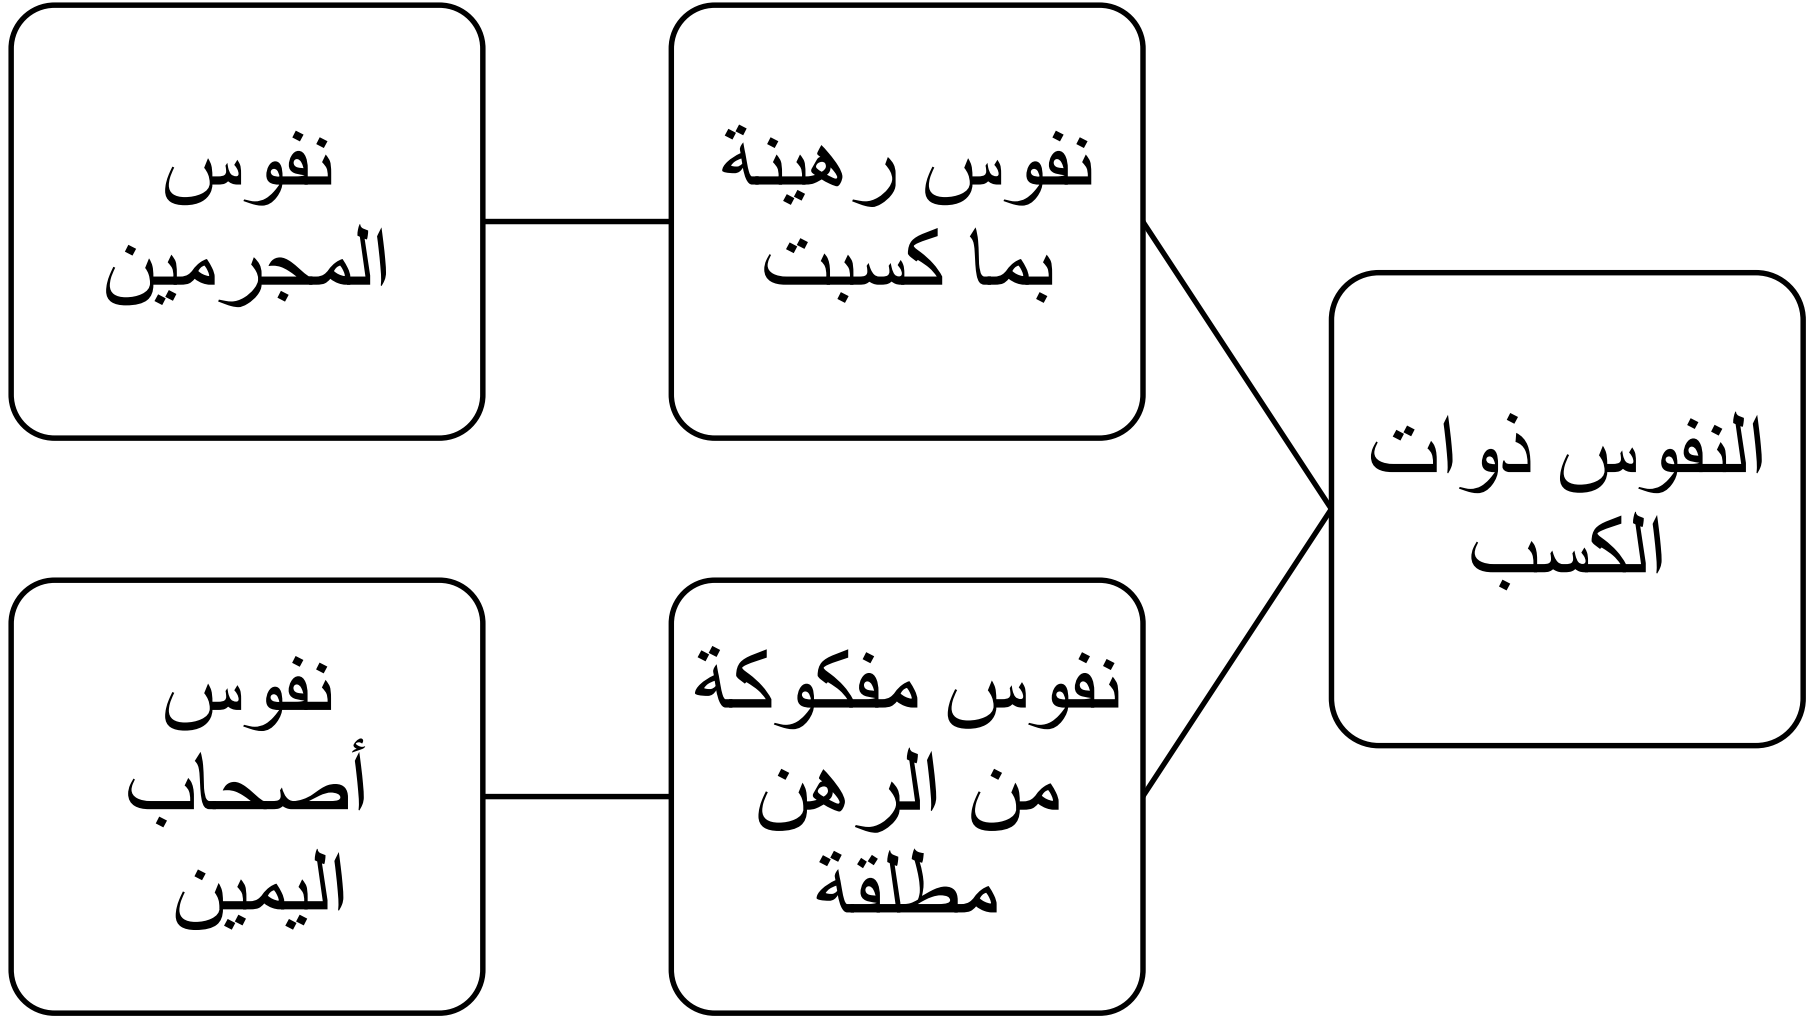 النفوس ذوات
الكسب
نفوس رهينة
بما كسبت
نفوس
المجرمين
نفوس مفكوكة
من الرهن
مطلقة
نفوس
أصحاب
اليمين